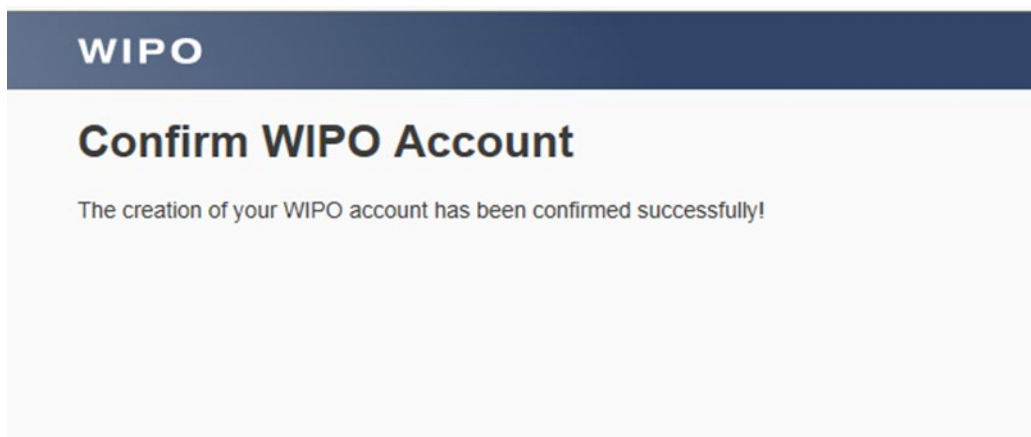 WIPO
Confirm WIPO Account
The creation of your WIPO account has been confirmed successfully!